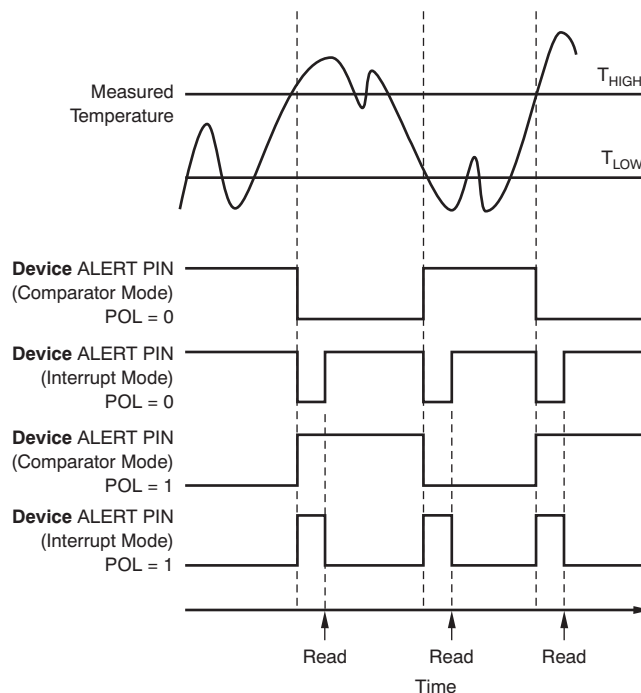 Measured
Temperature
THIGH
TLOW
Device ALERT PIN
(Comparator Mode)
POL = 0
Device ALERT PIN
(Interrupt Mode)
POL = 0
Device ALERT PIN
(Comparator Mode)
POL = 1
Device ALERT PIN
(Interrupt Mode)
POL = 1
Read
Read
Read
Time